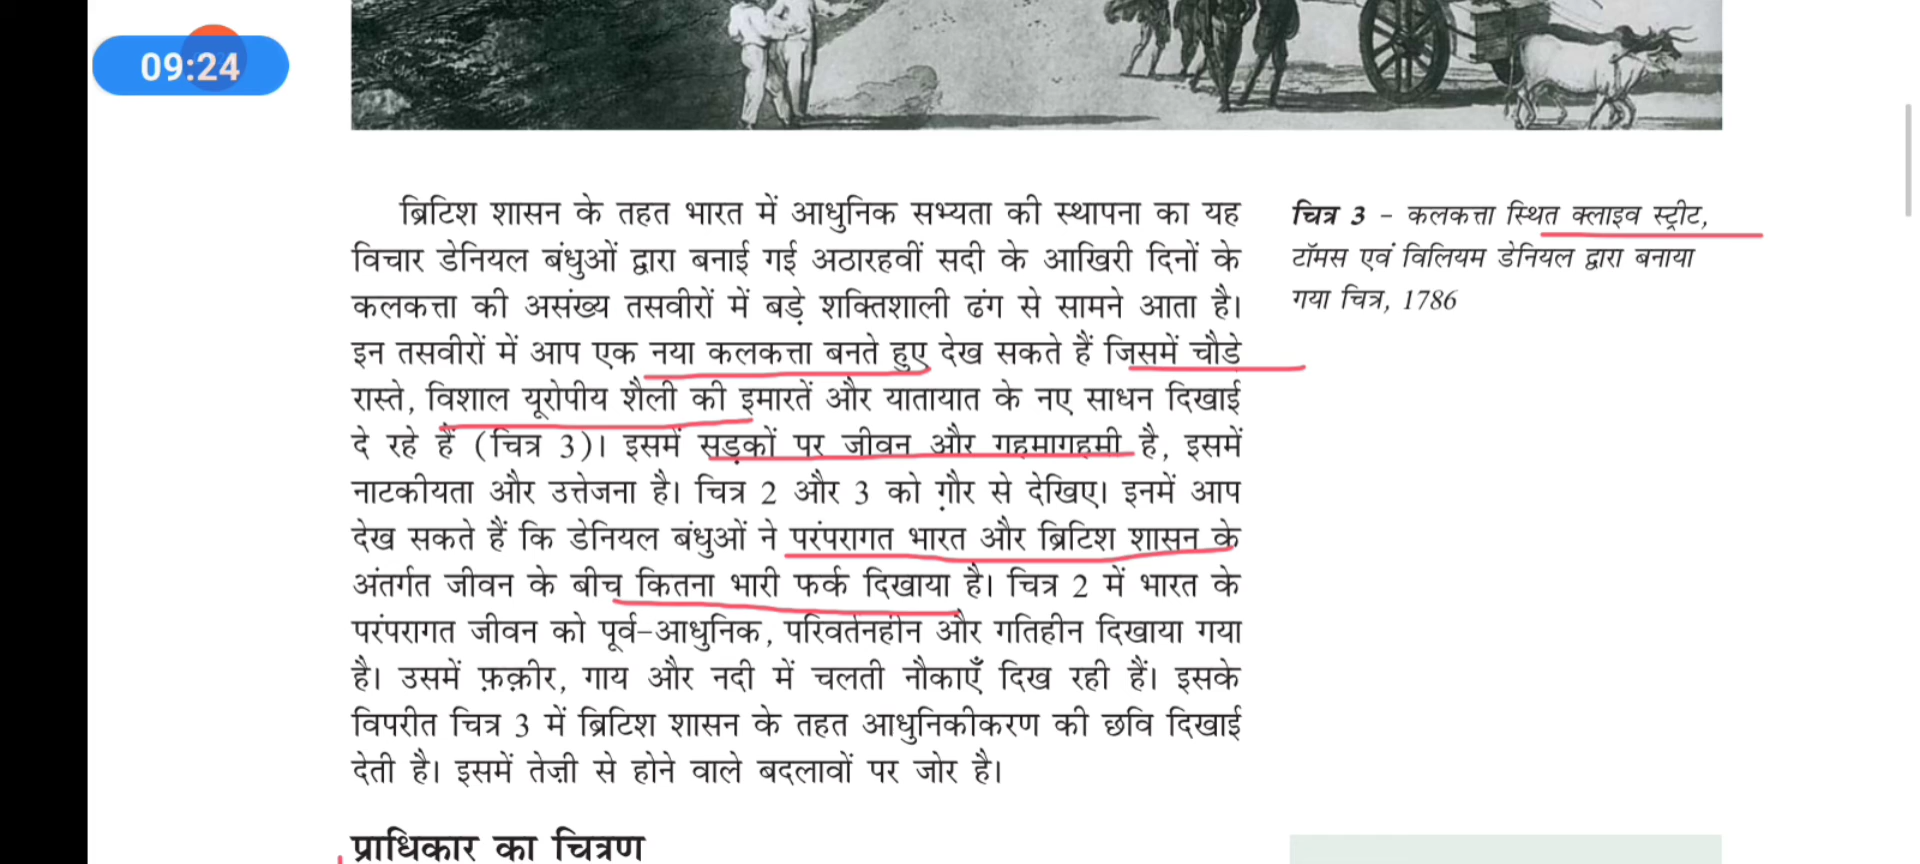 09:24
ब्रिटिश शासन के तहत भारत में आधुनिक सभ्यता की स्थापना का यह
विचार डेनियल बंधुओं द्वारा बनाई गई अठारहवीं सदी के आखिरी दिनों के
कलकत्ता की असंख्य तसवीरों में बड़े शक्तिशाली ढंग से सामने आता है।
इन तसवीरों में आप एक नया कलकत्ता बनते हुए देख सकते हैं जिसमें चौड़े
रास्ते, विशाल यूरोपीय शैली की इमारतें और यातायात के नए साधन दिखाई
दे रहे हैं (चित्र 3)। इसमें सड़कों पर जीवन और गहमागहमी है, इसमें
नाटकीयता और उत्तेजना है। चित्र 2 और 3 को ग़ौर से देखिए। इनमें आप
देख सकते हैं कि डेनियल बंधुओं ने परंपरागत भारत और ब्रिटिश शासन के
अंतर्गत जीवन के बीच कितना भारी फर्क दिखाया है। चित्र 2 में भारत के
परंपरागत जीवन को पूर्व-आधुनिक, परिवर्तनहीन और गतिहीन दिखाया गया
है। उसमें फ़क़ीर, गाय और नदी में चलती नौकाएँ दिख रही हैं। इसके
विपरीत चित्र 3 में ब्रिटिश शासन के तहत आधुनिकीकरण की छवि दिखाई
देती है। इसमें तेज़ी से होने वाले बदलावों पर जोर है।
चित्र 3 - कलकत्ता स्थित क्लाइव स्ट्रीट,
टॉमस एवं विलियम डेनियल द्वारा बनाया
गया चित्र, 1786
प्राधिकार का चित्रण